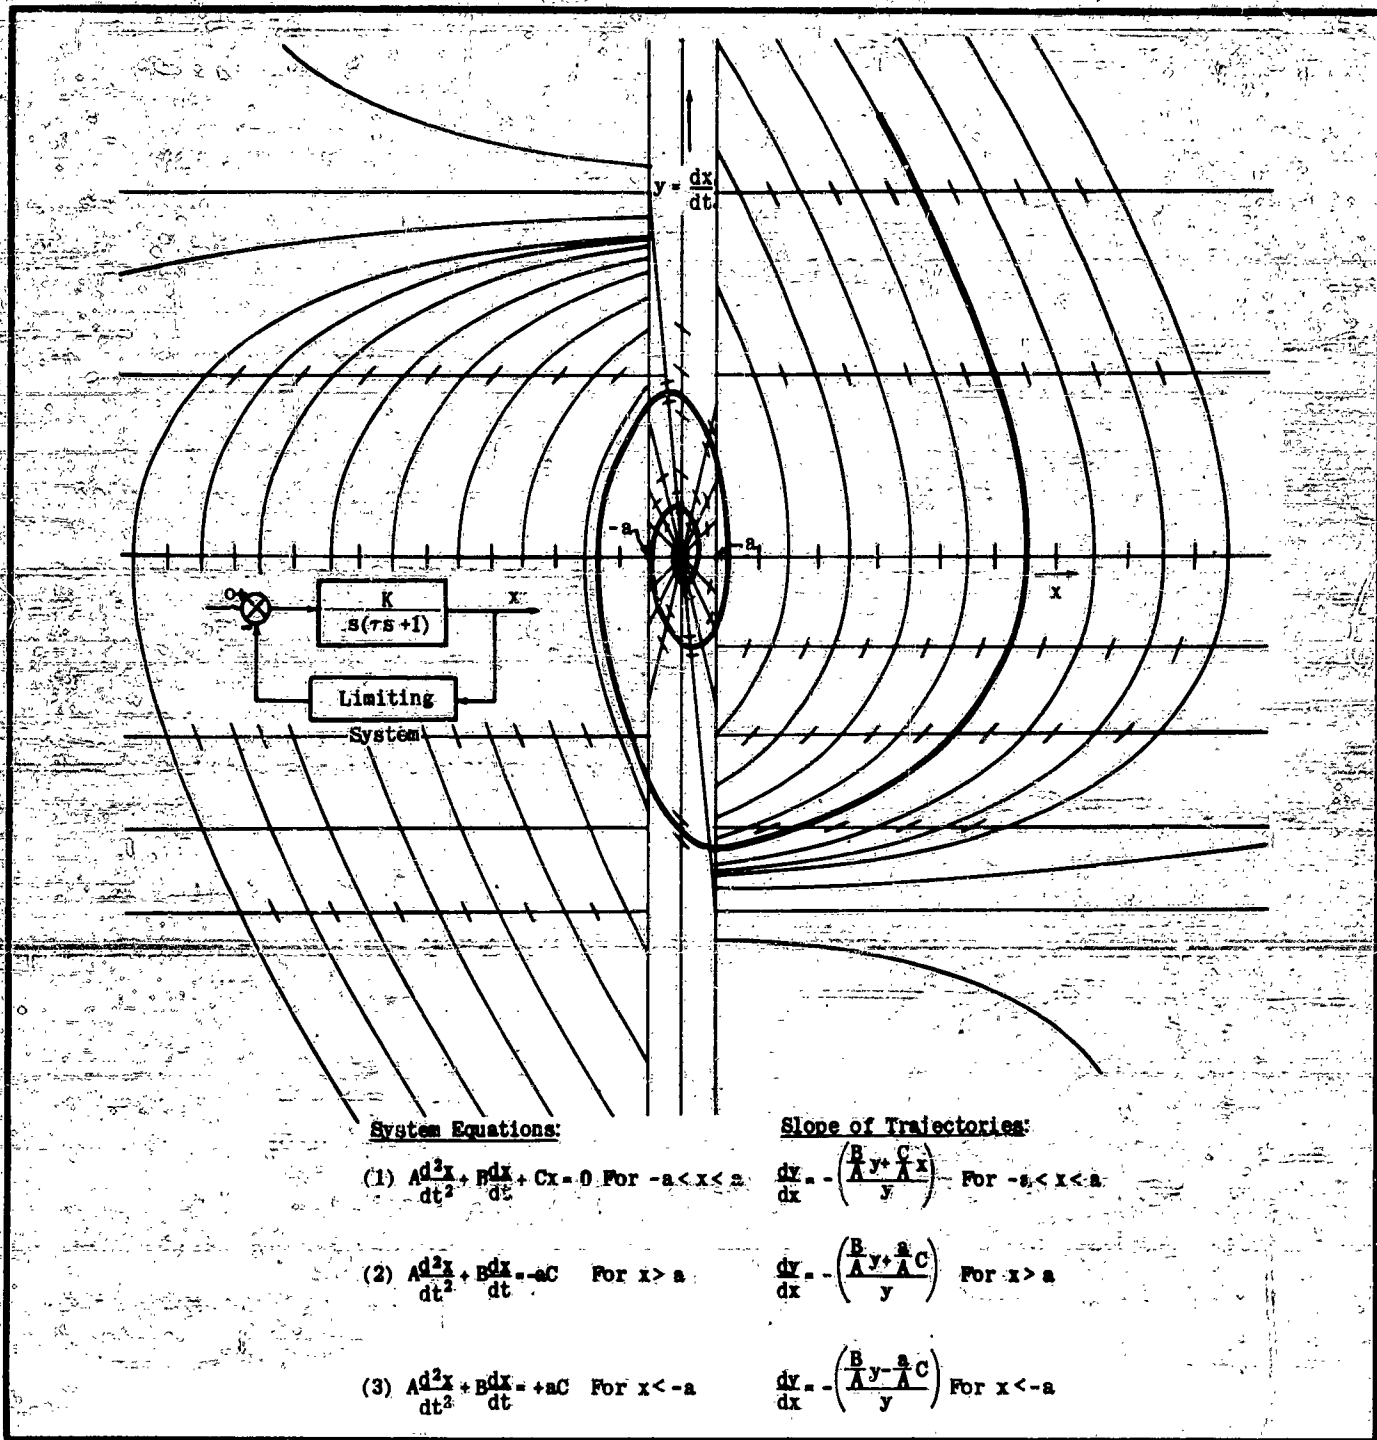 y = dx/dt
-a
a
x
0
+
-
K
s(τs+1)
x
Limiting
System
System Equations:
Slope of Trajectories:
(1) A d²x/dt² + B dx/dt + Cx = 0 For -a < x < a
dy/dx = -((B/A y + C/A x)/y) For -a < x < a
(2) A d²x/dt² + B dx/dt = -aC For x > a
dy/dx = -((B/A y + a/A C)/y) For x > a
(3) A d²x/dt² + B dx/dt = +aC For x < -a
dy/dx = -((B/A y - a/A C)/y) For x < -a